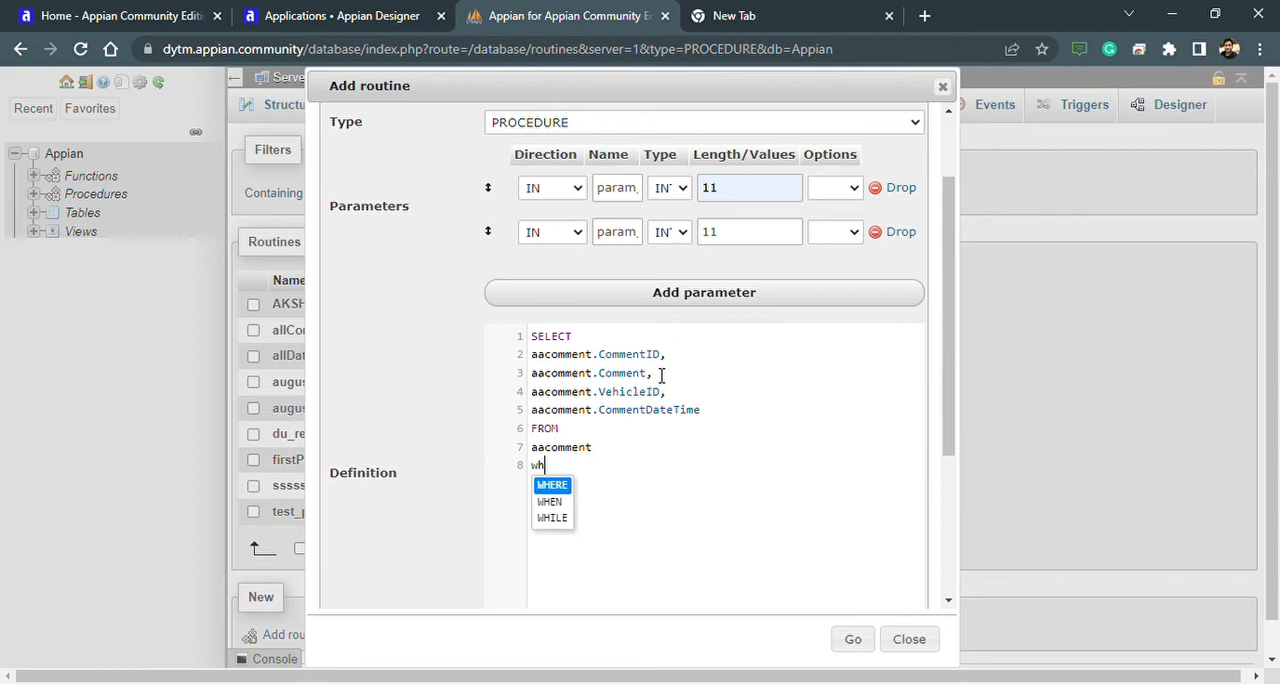 Home - Appian Community Editi
Applications • Appian Designer
Appian for Appian Community E
New Tab
dytm.appian.community/database/index.php?route=/database/routines&server=1&type=PROCEDURE&db=Appian
Recent
Favorites
Appian
Functions
Procedures
Tables
Views
Serve
Structu
Events
Triggers
Designer
Filters
Containing
Routines
Name
AKSH
allCo
allDat
augus
augus
du_re
firstP
sssss
test_p
New
Add rou
Console
Add routine
Type
PROCEDURE
Direction Name Type Length/Values Options
Parameters
IN param_ INT 11 Drop
IN param_ INT 11 Drop
Add parameter
Definition
1 SELECT
2 aacomment.CommentID,
3 aacomment.Comment,
4 aacomment.VehicleID,
5 aacomment.CommentDateTime
6 FROM
7 aacomment
8 wh
WHERE
WHEN
WHILE
Go
Close